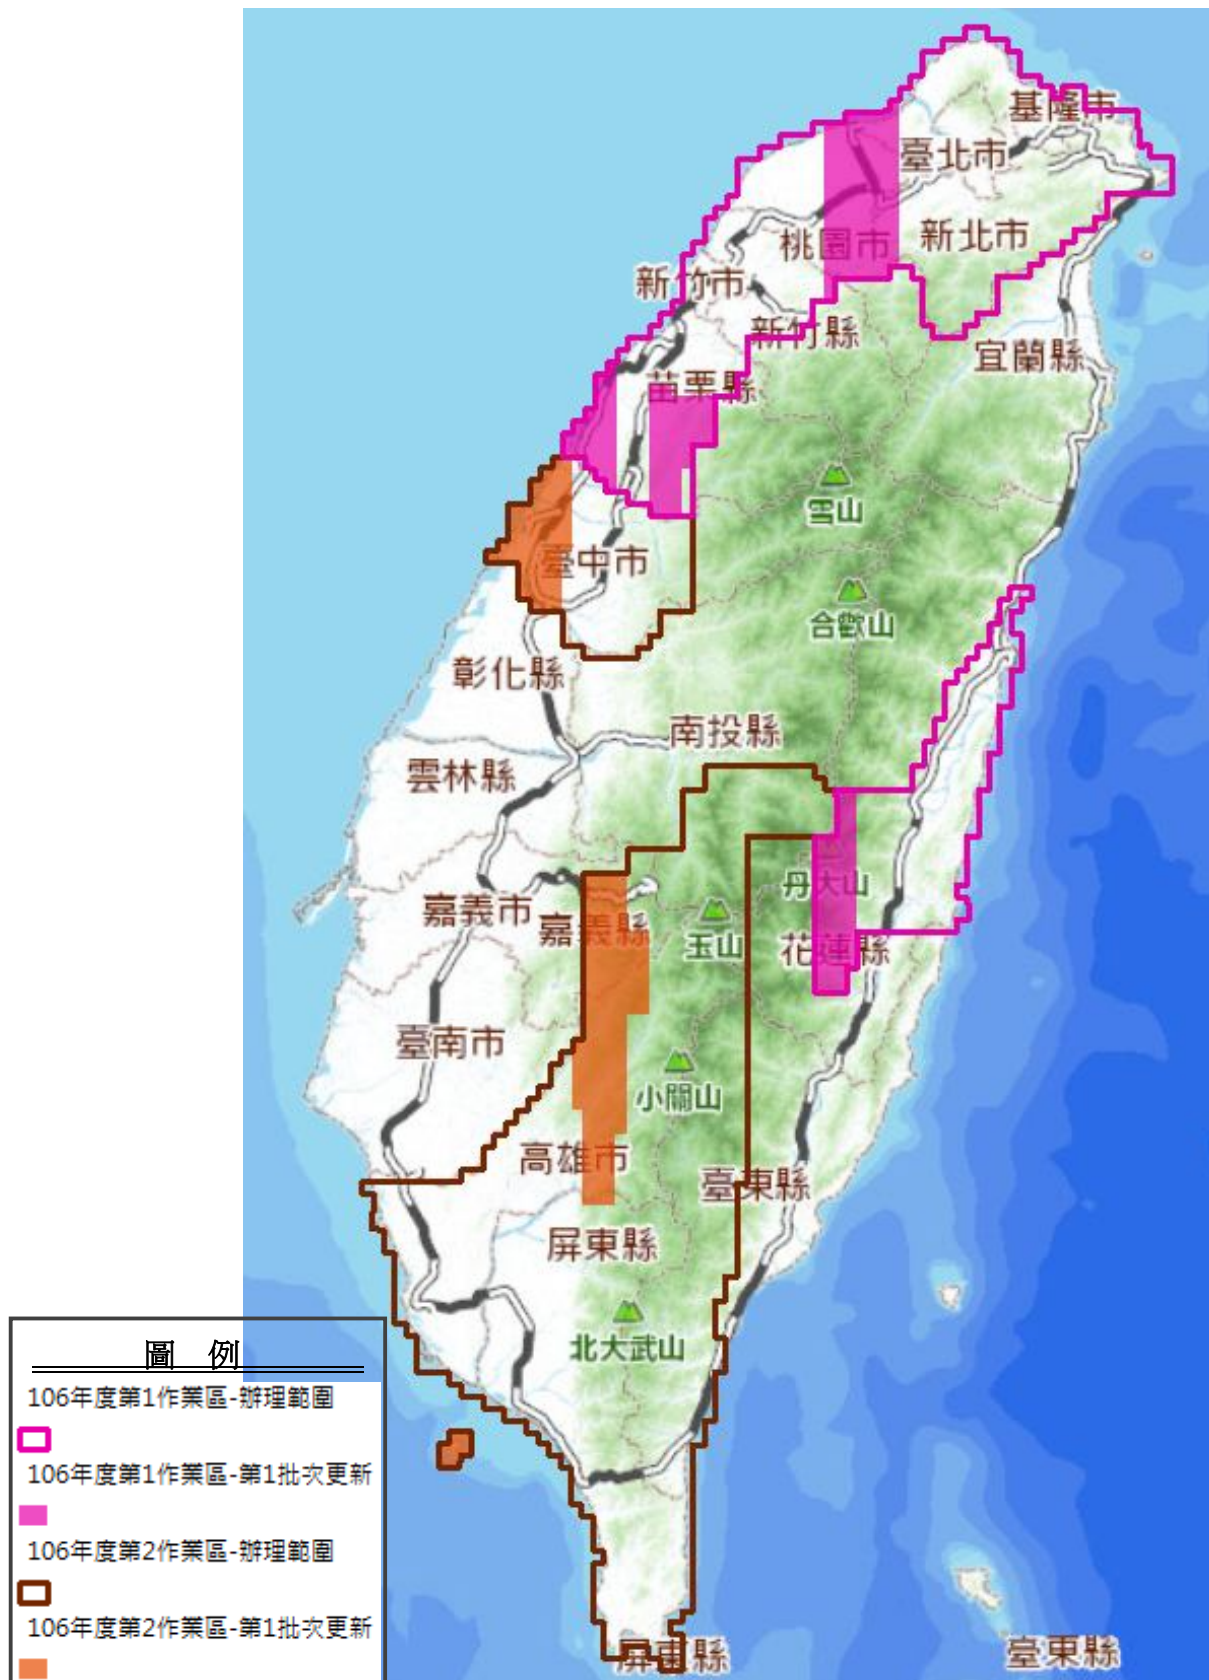 基隆市
臺北市
新北市
桃園市
新竹市
新竹縣
宜蘭縣
苗栗縣
雪山
臺中市
合歡山
彰化縣
南投縣
雲林縣
丹大山
嘉義市
嘉義縣
玉山
花蓮縣
臺南市
小關山
高雄市
臺東縣
屏東縣
北大武山
圖 例
106年度第1作業區-辦理範圍
106年度第1作業區-第1批次更新
106年度第2作業區-辦理範圍
106年度第2作業區-第1批次更新
屏東縣
臺東縣